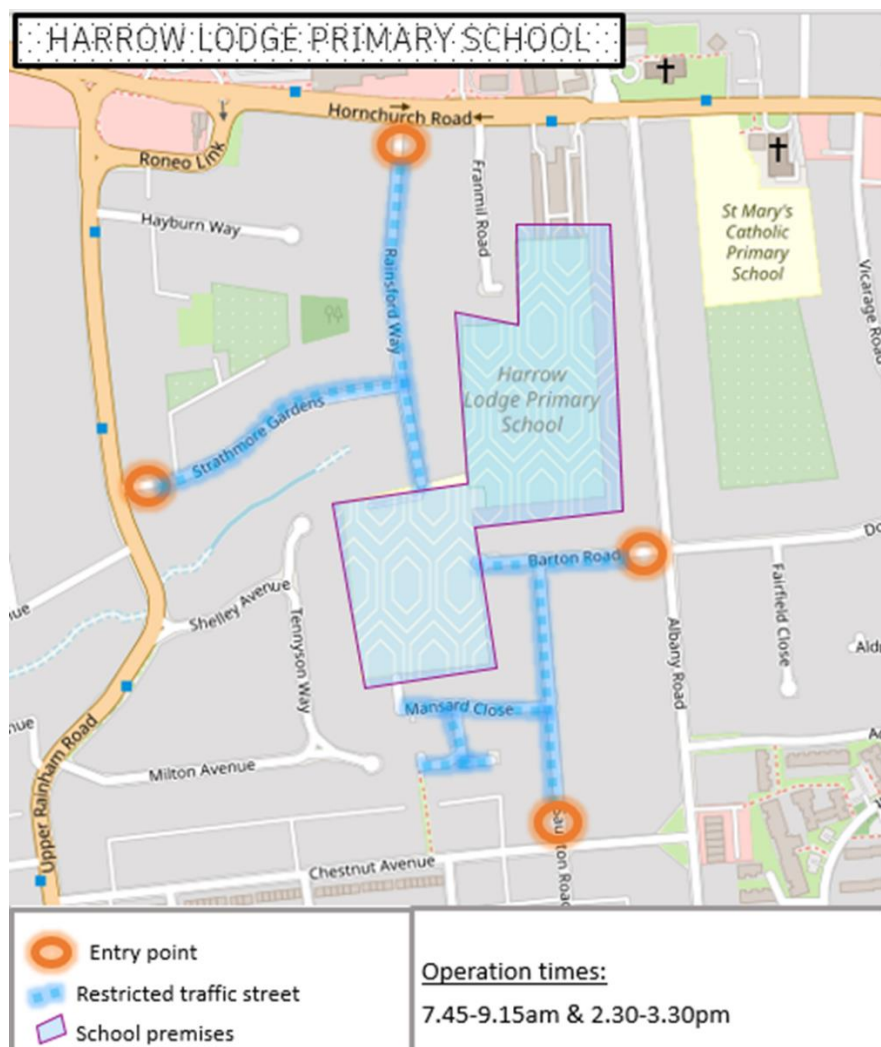 HARROW LODGE PRIMARY SCHOOL
Hornchurch Road
Roneo Link
Franmil Road
Hayburn Way
St Mary's
Catholic
Primary
School
Vicarage Road
Rainsford Way
Harrow
Lodge Primary
School
Strathmore Gardens
Barton Road
Fairfield Close
Shelley Avenue
Tennyson Way
Albany Road
Mansard Close
Milton Avenue
Upper Rainham Road
Chestnut Avenue
Entry point
Restricted traffic street
School premises
Operation times:
7.45-9.15am & 2.30-3.30pm